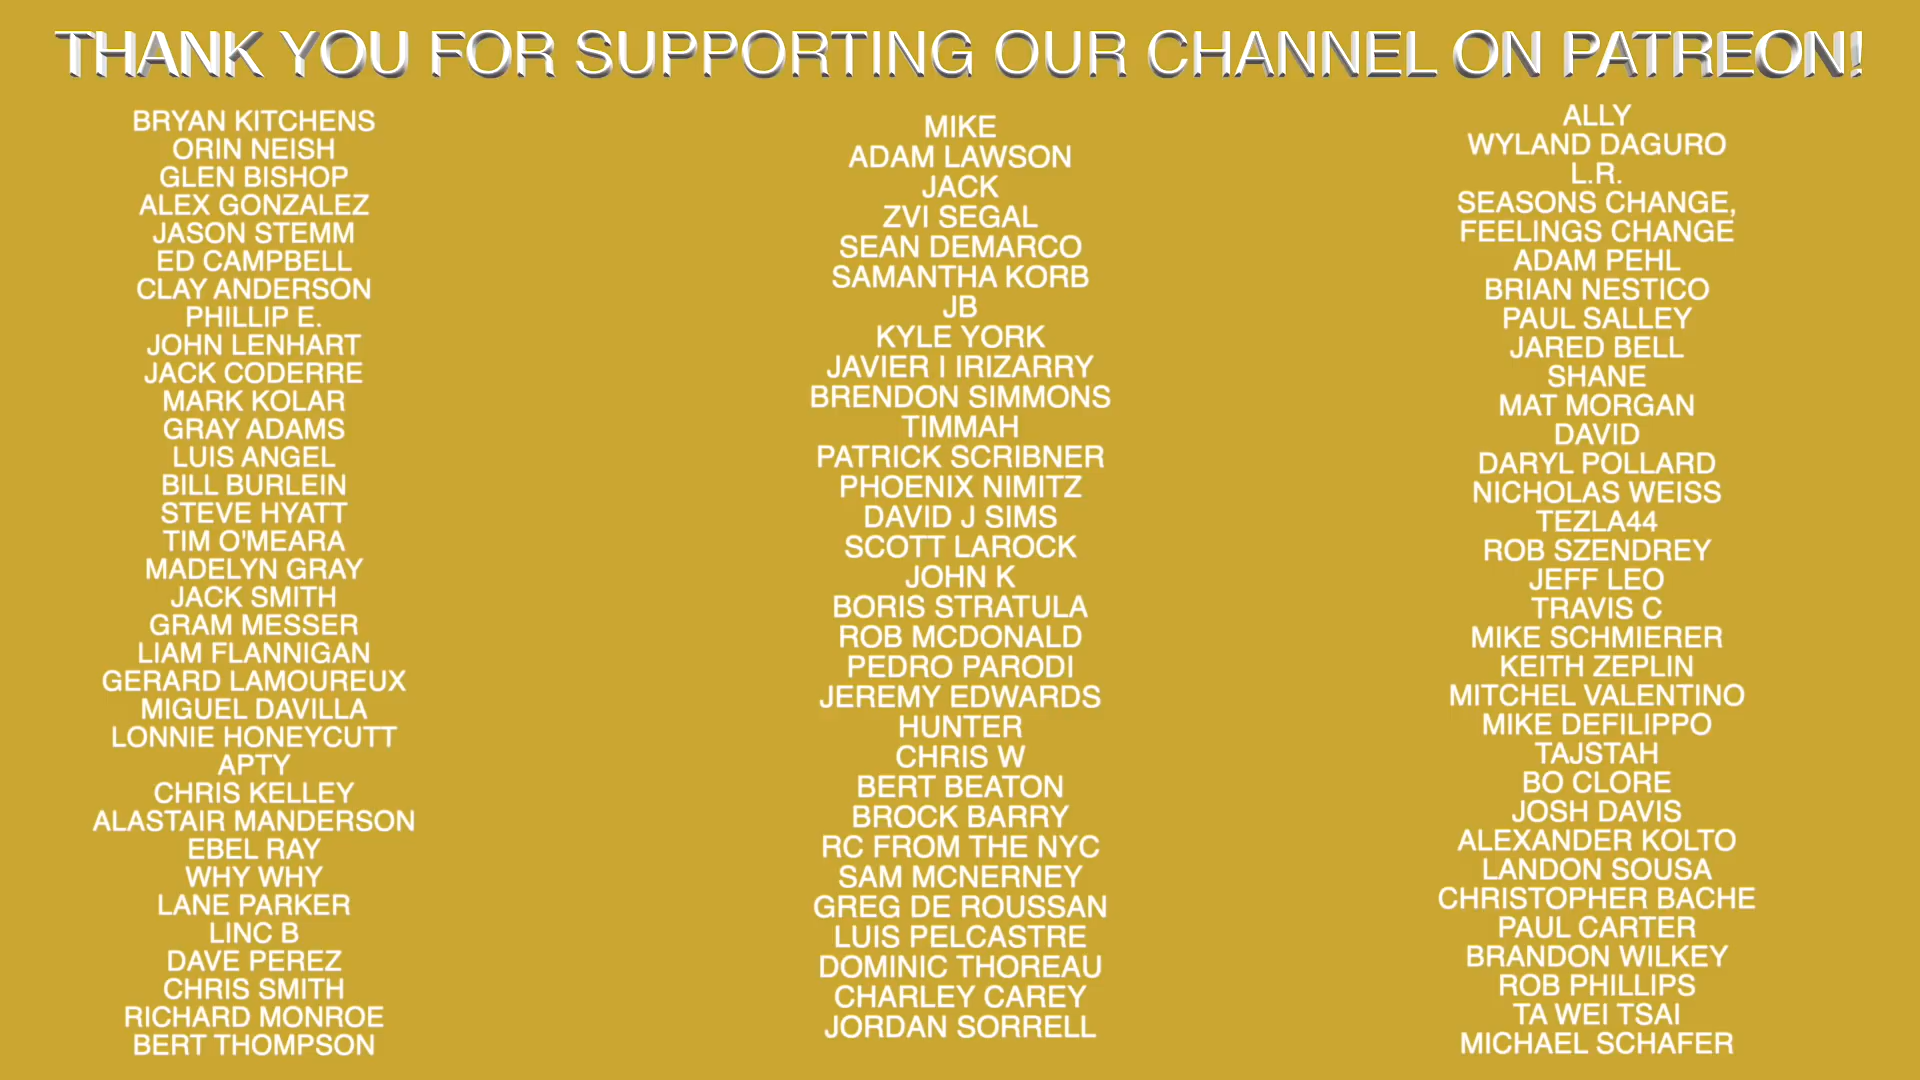 THANK YOU FOR SUPPORTING OUR CHANNEL ON PATREON!
BRYAN KITCHENS
ORIN NEISH
GLEN BISHOP
ALEX GONZALEZ
JASON STEMM
ED CAMPBELL
CLAY ANDERSON
PHILLIP E.
JOHN LENHART
JACK CODERRE
MARK KOLAR
GRAY ADAMS
LUIS ANGEL
BILL BURLEIN
STEVE HYATT
TIM O'MEARA
MADELYN GRAY
JACK SMITH
GRAM MESSER
LIAM FLANNIGAN
GERARD LAMOUREUX
MIGUEL DAVILLA
LONNIE HONEYCUTT
APTY
CHRIS KELLEY
ALASTAIR MANDERSON
EBEL RAY
WHY WHY
LANE PARKER
LINC B
DAVE PEREZ
CHRIS SMITH
RICHARD MONROE
BERT THOMPSON
MIKE
ADAM LAWSON
JACK
ZVI SEGAL
SEAN DEMARCO
SAMANTHA KORB
JB
KYLE YORK
JAVIER I IRIZARRY
BRENDON SIMMONS
TIMMAH
PATRICK SCRIBNER
PHOENIX NIMITZ
DAVID J SIMS
SCOTT LAROCK
JOHN K
BORIS STRATULA
ROB MCDONALD
PEDRO PARODI
JEREMY EDWARDS
HUNTER
CHRIS W
BERT BEATON
BROCK BARRY
RC FROM THE NYC
SAM MCNERNEY
GREG DE ROUSSAN
LUIS PELCASTRE
DOMINIC THOREAU
CHARLEY CAREY
JORDAN SORRELL
ALLY
WYLAND DAGURO
L.R.
SEASONS CHANGE,
FEELINGS CHANGE
ADAM PEHL
BRIAN NESTICO
PAUL SALLEY
JARED BELL
SHANE
MAT MORGAN
DAVID
DARYL POLLARD
NICHOLAS WEISS
TEZLA44
ROB SZENDREY
JEFF LEO
TRAVIS C
MIKE SCHMIERER
KEITH ZEPLIN
MITCHEL VALENTINO
MIKE DEFILIPPO
TAJSTAH
BO CLORE
JOSH DAVIS
ALEXANDER KOLTO
LANDON SOUSA
CHRISTOPHER BACHE
PAUL CARTER
BRANDON WILKEY
ROB PHILLIPS
TA WEI TSAI
MICHAEL SCHAFER